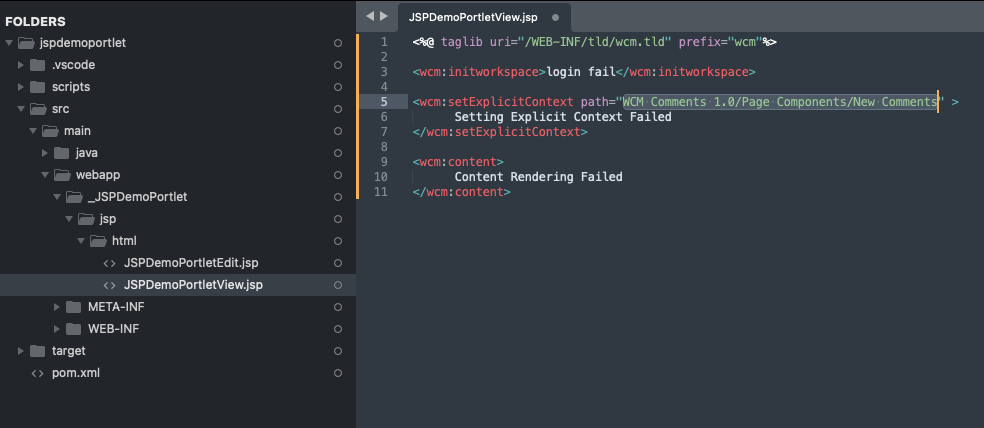 FOLDERS
jspdemoportlet
.vscode
scripts
src
main
java
webapp
_JSPDemoPortlet
jsp
html
JSPDemoPortletEdit.jsp
JSPDemoPortletView.jsp
META-INF
WEB-INF
target
pom.xml
JSPDemoPortletView.jsp
1 <%@ taglib uri="/WEB-INF/tld/wcm.tld" prefix="wcm"%>
2
3 <wcm:initworkspace>login fail</wcm:initworkspace>
4
5 <wcm:setExplicitContext path="WCM Comments 1.0/Page Components/New Comments" >
6 Setting Explicit Context Failed
7 </wcm:setExplicitContext>
8
9 <wcm:content>
10 Content Rendering Failed
11 </wcm:content>